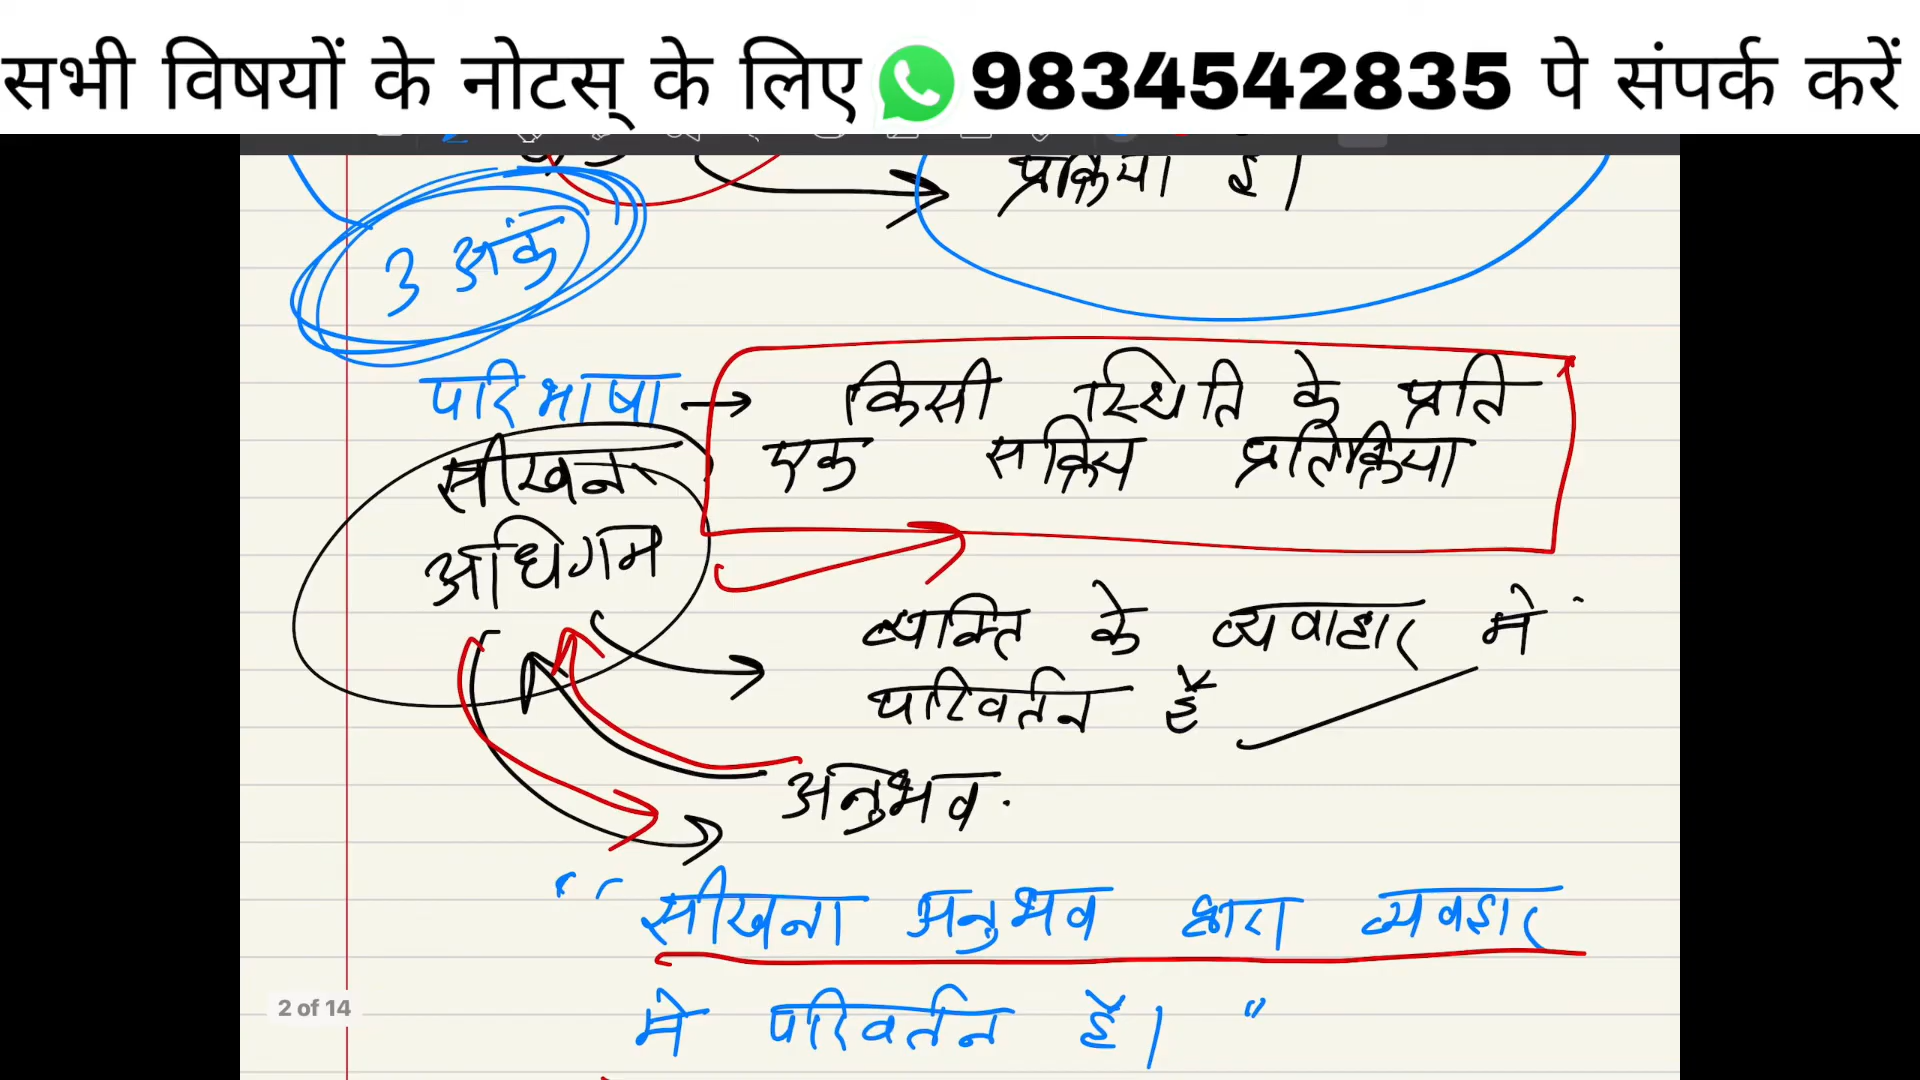 सभी विषयों के नोटस् के लिए 9834542835 पे संपर्क करें
प्रक्रिया है।
3 अंक
परिभाषा → किसी स्थिति के प्रति
एक सक्रिय प्रतिक्रिया
सीखना
अधिगम
व्यक्ति के व्यवाहार में
परिवर्तन हैं
अनुभव.
"सीखना अनुभव द्वारा व्यवहार
में परिवर्तन हैं। "
2 of 14